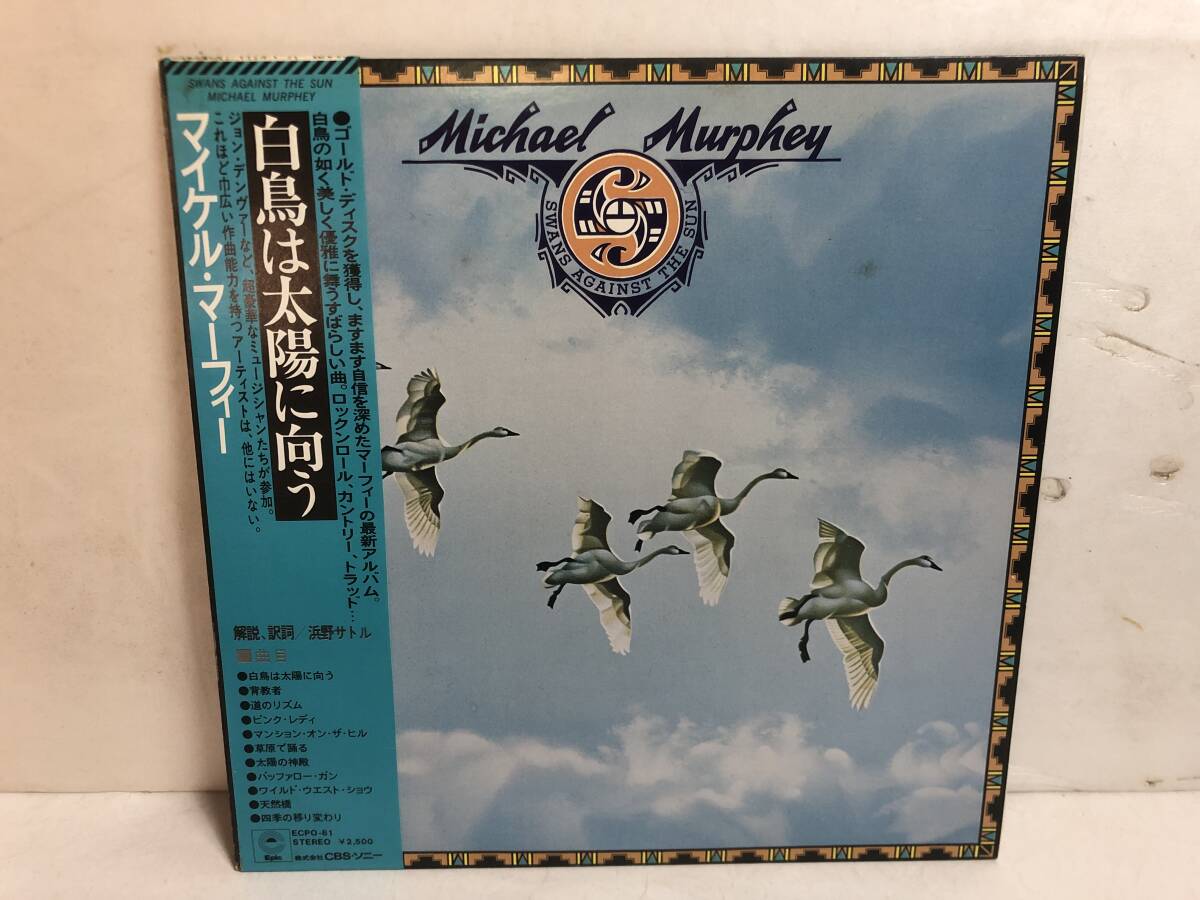 SWANS AGAINST THE SUN
MICHAEL MURPHEY
●ゴールド・ディスクを獲得し、ますます自信を深めたマーフィーの最新アルバム。
白鳥の如く美しく優雅に舞うすばらしい曲。ロックンロール、カントリー、トラッド…
白鳥は太陽に向う
ジョン・デンヴァーなど、超豪華なミュージシャンたちが参加。
これほど巾広い作曲能力を持つアーティストは、他にはいない。
マイケル・マーフィー
解説、訳詞/浜野サトル
曲目
●白鳥は太陽に向う
●背教者
●道のリズム
●ピンク・レディ
●マンション・オン・ザ・ヒル
●草原で踊る
●太陽の神殿
●バッファロー・ガン
●ワイルド・ウエスト・ショウ
●天然橋
●四季の移り変わり
Epic
ECPO-61
STEREO ¥2,500
株式会社CBS・ソニー
Michael Murphey
SWANS AGAINST THE SUN